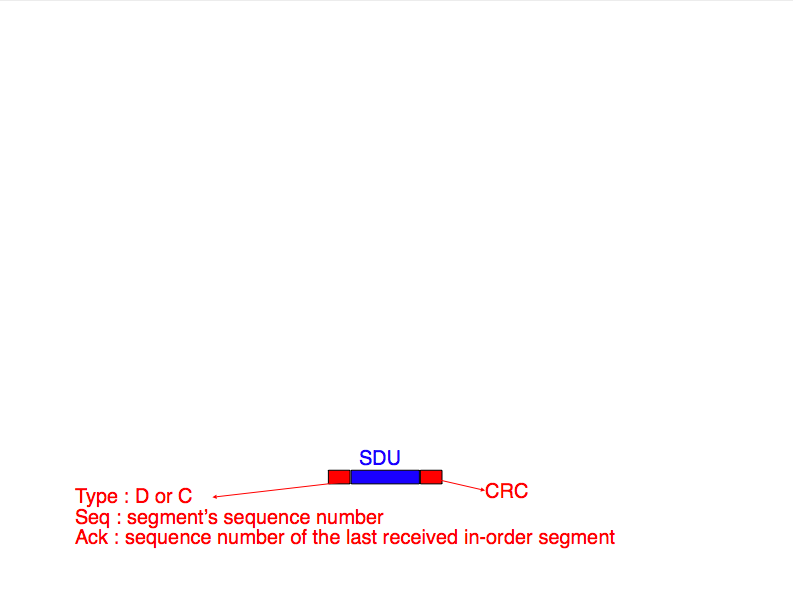 SDU
Type : D or C
CRC
Seq : segment's sequence number
Ack : sequence number of the last received in-order segment